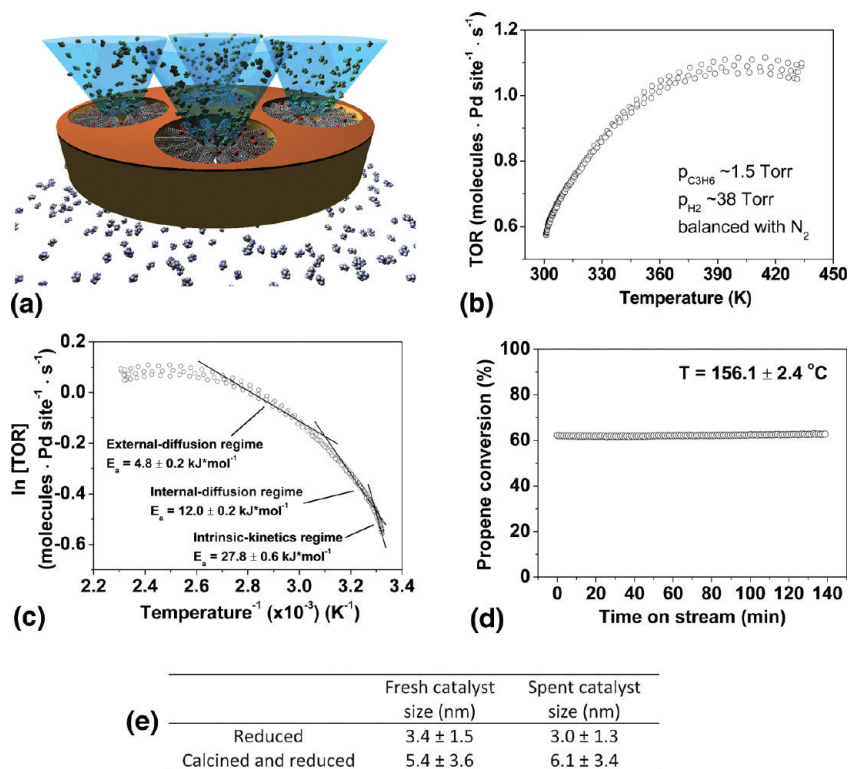 (a)
TOR (molecules · Pd site⁻¹ · s⁻¹)
1.2
1.0
0.8
0.6
p_C3H6 ~1.5 Torr
p_H2 ~38 Torr
balanced with N₂
300 330 360 390 420 450
Temperature (K)
(b)
ln [TOR]
(molecules · Pd site⁻¹ · s⁻¹)
0.2
0.0
-0.2
-0.4
-0.6
External-diffusion regime
E_a = 4.8 ± 0.2 kJ*mol⁻¹
Internal-diffusion regime
E_a = 12.0 ± 0.2 kJ*mol⁻¹
Intrinsic-kinetics regime
E_a = 27.8 ± 0.6 kJ*mol⁻¹
2.2 2.4 2.6 2.8 3.0 3.2 3.4
Temperature⁻¹ (x10⁻³) (K⁻¹)
(c)
Propene conversion (%)
100
80
60
40
20
0
T = 156.1 ± 2.4 °C
0 20 40 60 80 100 120 140
Time on stream (min)
(d)
(e)
Fresh catalyst Spent catalyst
size (nm) size (nm)
Reduced 3.4 ± 1.5 3.0 ± 1.3
Calcined and reduced 5.4 ± 3.6 6.1 ± 3.4